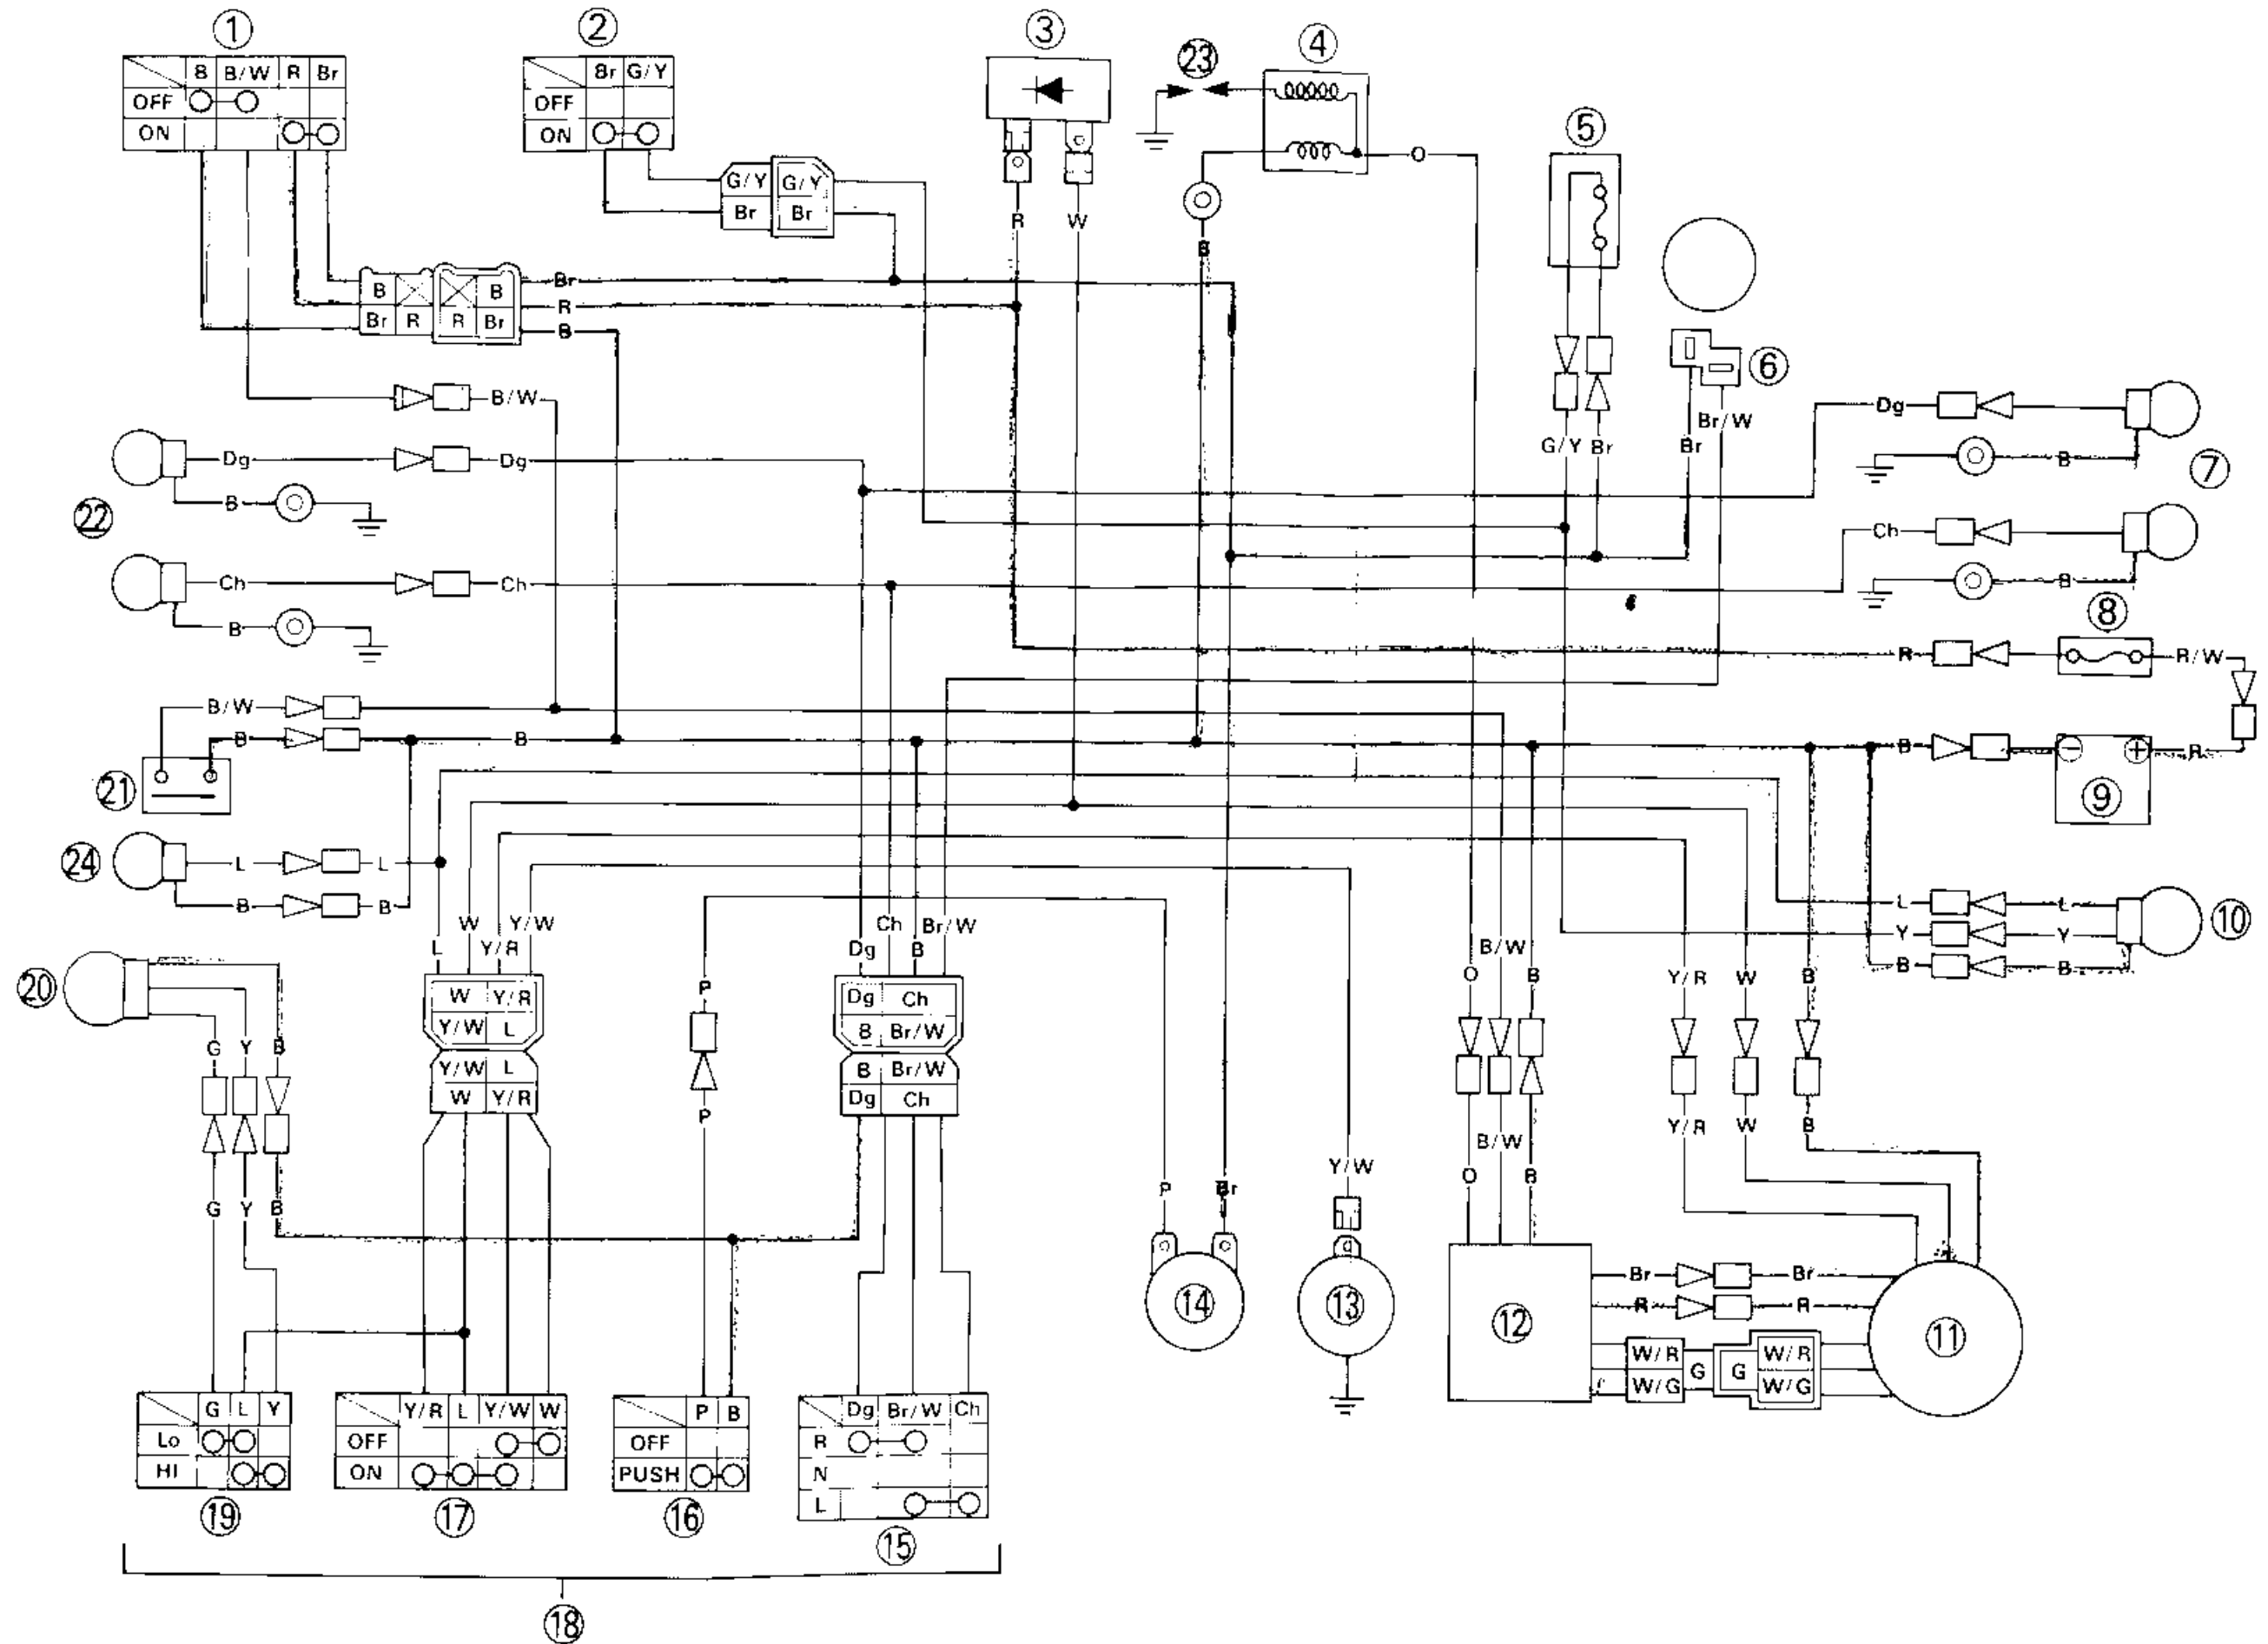 ① ② ③ ㉓ ④
B B/W R Br
OFF
ON
Br G/Y
OFF
ON
O
⑤
G/Y G/Y
Br Br
R W
B
Br
B B
R
Br R R Br
B
⑥
B/W
Br/W
Dg
G/Y Br Br
Dg Dg
B
⑦
B
㉒
Ch
Ch Ch
B
B
⑧
R R/W
B/W
B B
B R
⊖ ⊕
㉑ ⑨
㉔ L L
B B
L
Y
B
L
Y
B
⑩
L W Y/R Y/W
Dg Ch B Br/W
O B/W B
Y/R W B
⑳
P
W Y/R
Y/W L
Dg Ch
B Br/W
G Y B
Y/W L
W Y/R
B Br/W
Dg Ch
P
Y/R W B
O B/W B
Y/W
P Br
G Y B
Br Br
R R
⑭ ⑬ ⑫ ⑪
W/R
W/G
G G
W/R
W/G
G L Y
Lo
HI
Y/R L Y/W W
OFF
ON
P B
OFF
PUSH
Dg Br/W Ch
R
N
L
⑲ ⑰ ⑯ ⑮
⑱